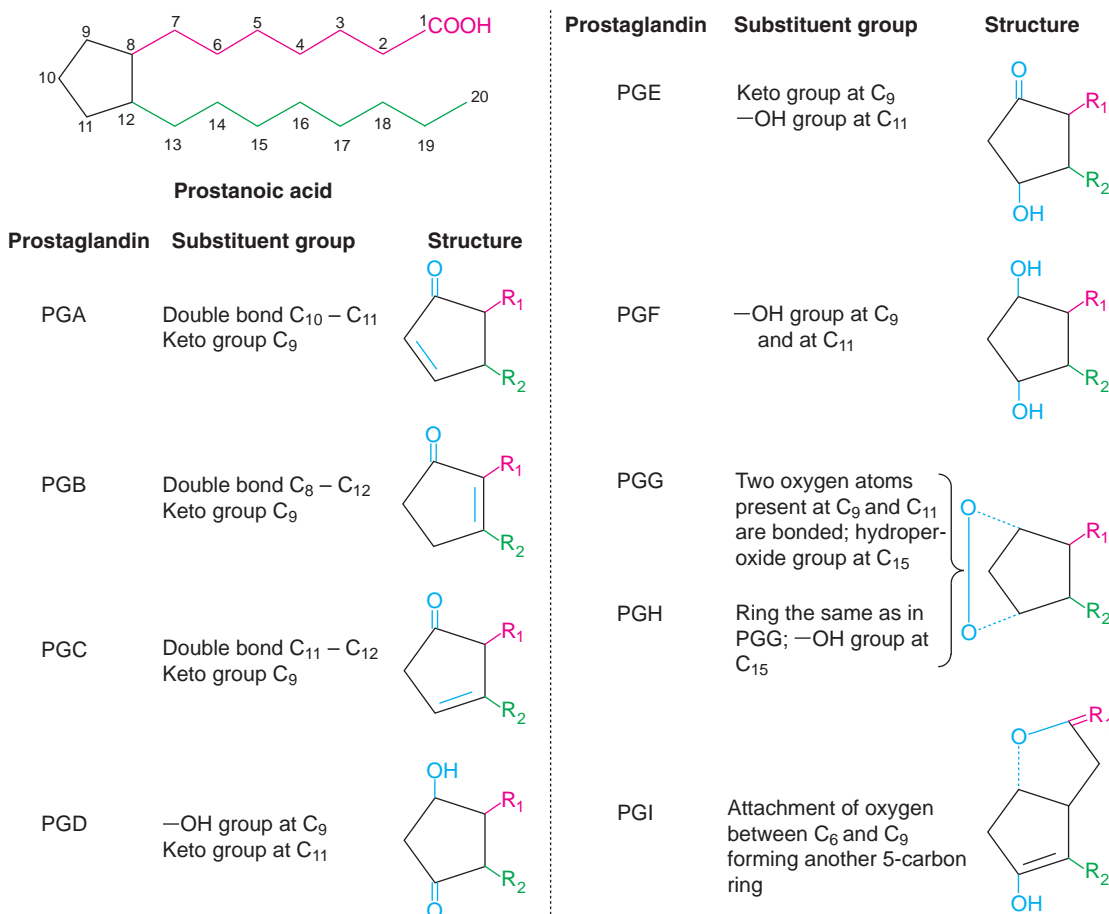 1
COOH
2
3
4
5
6
7
8
9
10
11
12
13
14
15
16
17
18
19
20
Prostanoic acid
Prostaglandin Substituent group Structure
PGA
Double bond C10 – C11
Keto group C9
O
R1
R2
PGB
Double bond C8 – C12
Keto group C9
O
R1
R2
PGC
Double bond C11 – C12
Keto group C9
O
R1
R2
PGD
—OH group at C9
Keto group at C11
OH
R1
R2
O
Prostaglandin Substituent group Structure
PGE
Keto group at C9
—OH group at C11
O
R1
R2
OH
PGF
—OH group at C9
and at C11
OH
R1
R2
OH
PGG
Two oxygen atoms
present at C9 and C11
are bonded; hydroper-
oxide group at C15
PGH
Ring the same as in
PGG; —OH group at
C15
O
O
R1
R2
PGI
Attachment of oxygen
between C6 and C9
forming another 5-carbon
ring
O
R
R2
OH